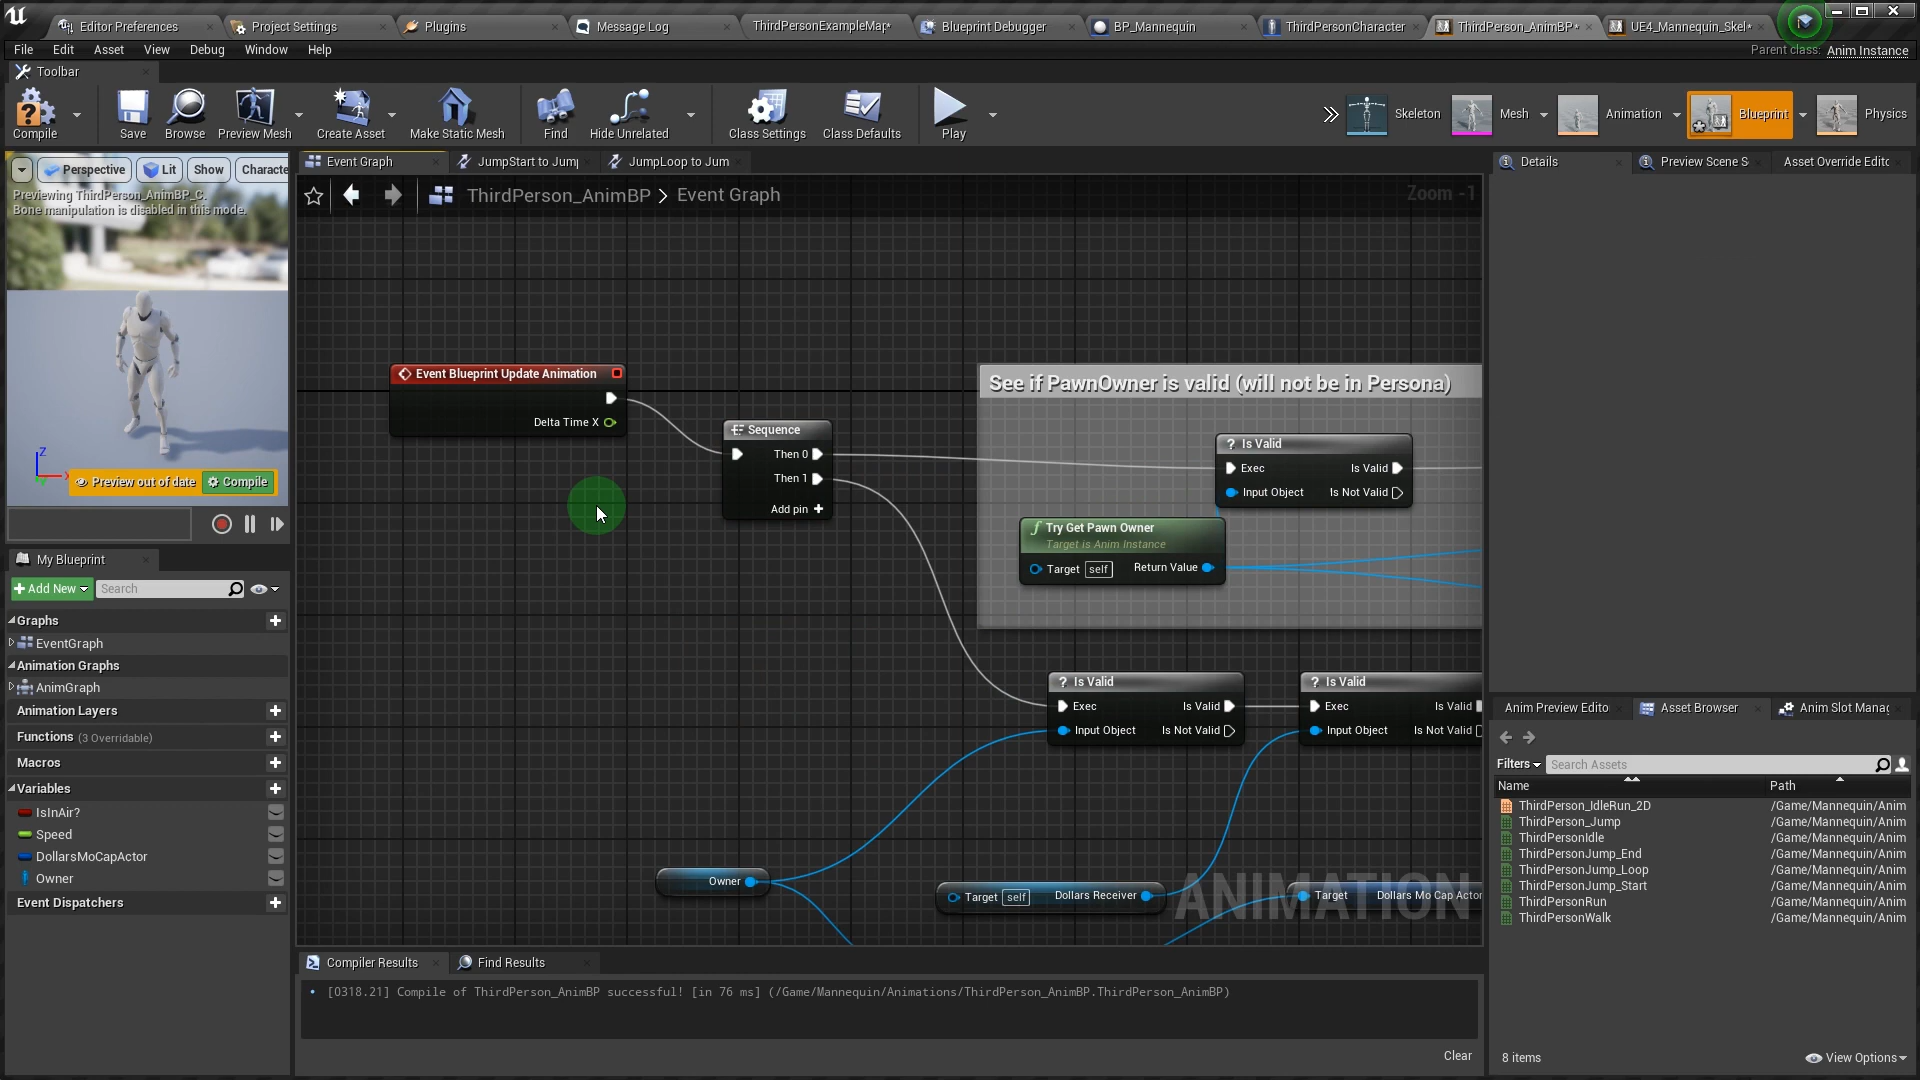 Editor Preferences
Project Settings
Plugins
Message Log
ThirdPersonExampleMap*
Blueprint Debugger
BP_Mannequin
ThirdPersonCharacter
ThirdPerson_AnimBP*
UE4_Mannequin_Skel*
File Edit Asset View Debug Window Help
Parent class: Anim Instance
Toolbar
Compile
Save
Browse
Preview Mesh
Create Asset
Make Static Mesh
Find
Hide Unrelated
Class Settings
Class Defaults
Play
Skeleton
Mesh
Animation
Blueprint
Physics
Perspective
Lit
Show
Characte
Previewing ThirdPerson_AnimBP_C.
Bone manipulation is disabled in this mode.
Z
X
Y
Preview out of date
Compile
Event Graph
JumpStart to Jump
JumpLoop to Jum
ThirdPerson_AnimBP > Event Graph
Zoom -1
Event Blueprint Update Animation
Delta Time X
Sequence
Then 0
Then 1
Add pin
See if PawnOwner is valid (will not be in Persona)
? Is Valid
Exec
Is Valid
Input Object
Is Not Valid
f Try Get Pawn Owner
Target is Anim Instance
Target self
Return Value
? Is Valid
Exec
Is Valid
Input Object
Is Not Valid
? Is Valid
Exec
Is Valid
Input Object
Is Not Valid
Owner
Target self
Dollars Receiver
Target
Dollars Mo Cap Actor
ANIMATION
My Blueprint
Add New
Search
Graphs
EventGraph
Animation Graphs
AnimGraph
Animation Layers
Functions (3 Overridable)
Macros
Variables
IsInAir?
Speed
DollarsMoCapActor
Owner
Event Dispatchers
Compiler Results
Find Results
[0318.21] Compile of ThirdPerson_AnimBP successful! [in 76 ms] (/Game/Mannequin/Animations/ThirdPerson_AnimBP.ThirdPerson_AnimBP)
Clear
Details
Preview Scene S
Asset Override Edito
Anim Preview Edito
Asset Browser
Anim Slot Manag
Filters
Search Assets
Name
Path
ThirdPerson_IdleRun_2D /Game/Mannequin/Anim
ThirdPerson_Jump /Game/Mannequin/Anim
ThirdPersonIdle /Game/Mannequin/Anim
ThirdPersonJump_End /Game/Mannequin/Anim
ThirdPersonJump_Loop /Game/Mannequin/Anim
ThirdPersonJump_Start /Game/Mannequin/Anim
ThirdPersonRun /Game/Mannequin/Anim
ThirdPersonWalk /Game/Mannequin/Anim
8 items
View Options